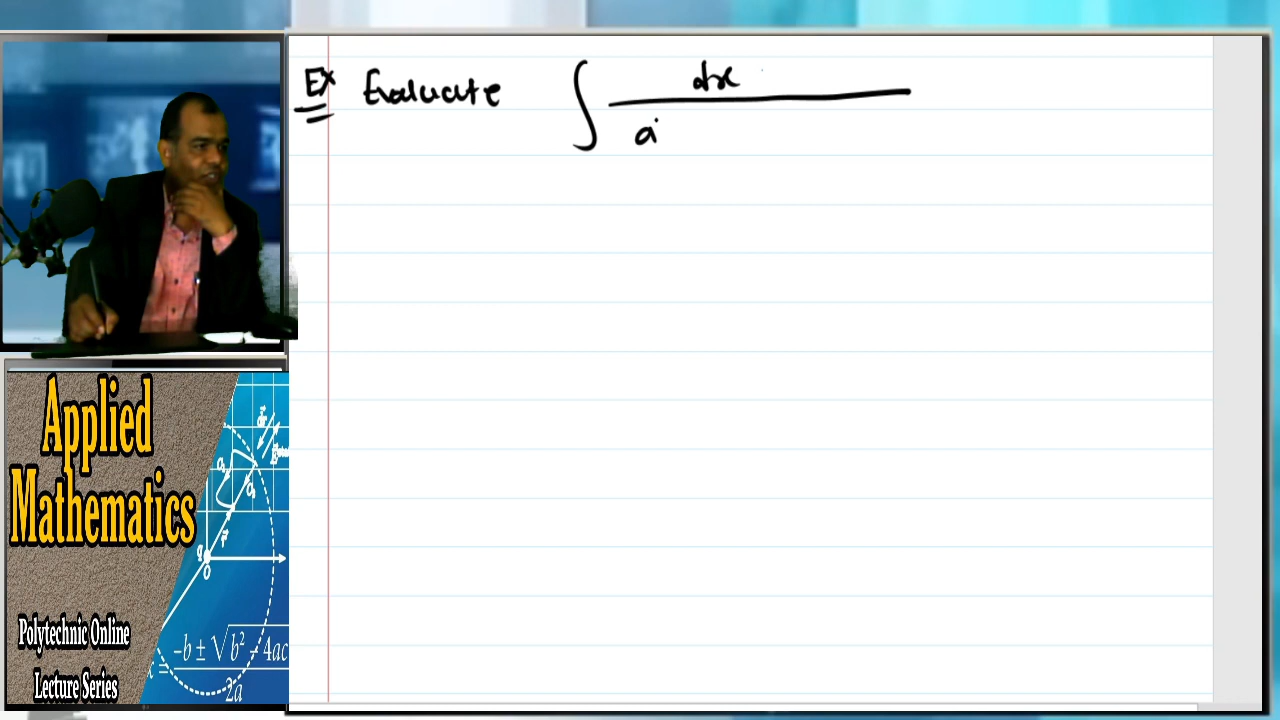 Ex Evaluate ∫ dx
a
Applied
Mathematics
Polytechnic Online
Lecture Series
-b ± √b² - 4ac
2a